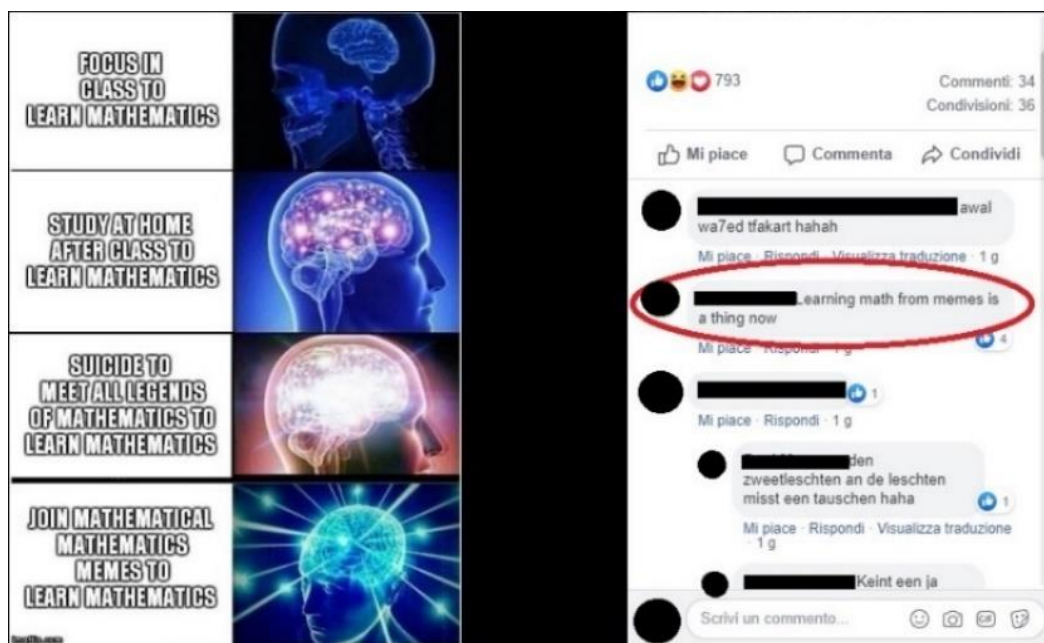 FOCUS IN
CLASS TO
LEARN MATHEMATICS
STUDY AT HOME
AFTER CLASS TO
LEARN MATHEMATICS
SUICIDE TO
MEET ALL LEGENDS
OF MATHEMATICS TO
LEARN MATHEMATICS
JOIN MATHEMATICAL
MATHEMATICS
MEMES TO
LEARN MATHEMATICS
793
Commenti: 34
Condivisioni: 36
Mi piace Commenta Condividi
awal
wa7ed tfakart hahah
Mi piace · Rispondi · Visualizza traduzione · 1 g
Learning math from memes is
a thing now
4
Mi piace · Rispondi · 1 g
1
Mi piace · Rispondi · 1 g
den
zweetleschten an de leschten
misst een tauschen haha
1
Mi piace · Rispondi · Visualizza traduzione
· 1 g
Keint een ja
Scrivi un commento...
GIF